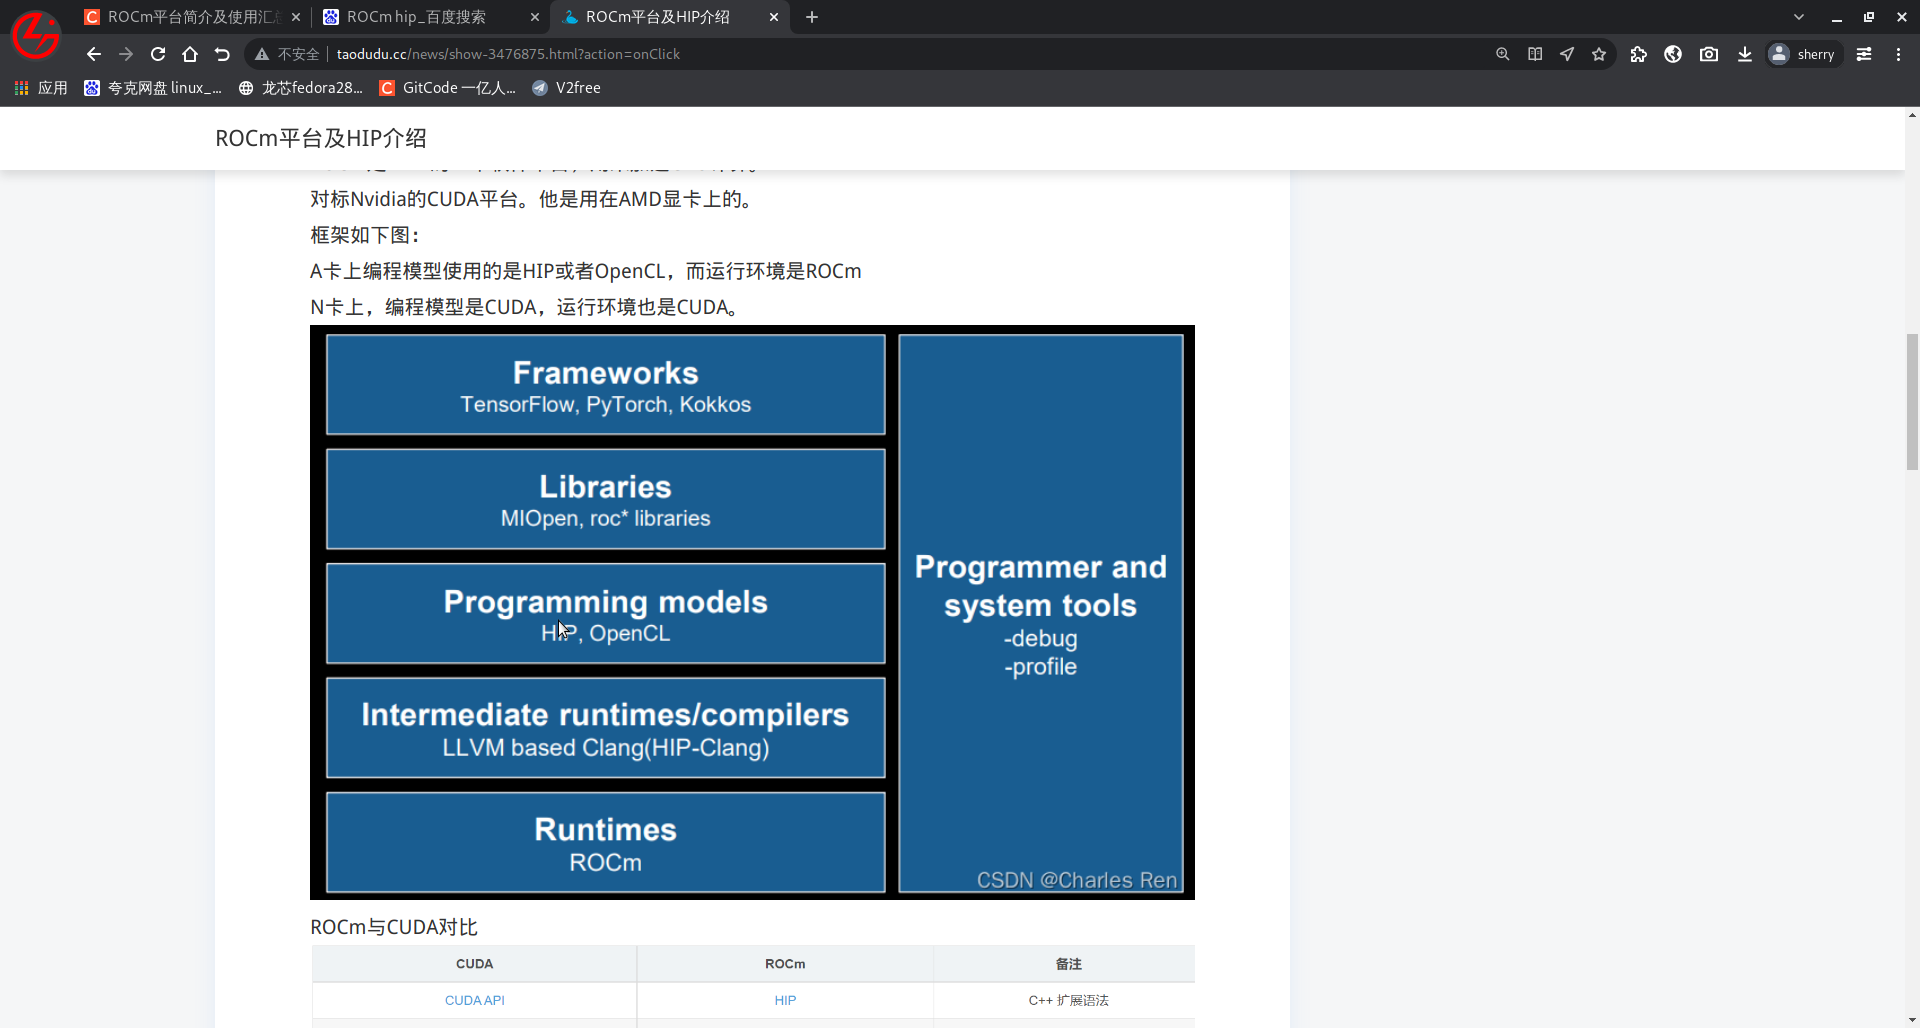 ROCm平台简介及使用汇总
ROCm hip_百度搜索
ROCm平台及HIP介绍
不安全
taodudu.cc/news/show-3476875.html?action=onClick
sherry
应用
夸克网盘 linux_...
龙芯fedora28...
GitCode 一亿人...
V2free
ROCm平台及HIP介绍
对标Nvidia的CUDA平台。他是用在AMD显卡上的。
框架如下图：
A卡上编程模型使用的是HIP或者OpenCL，而运行环境是ROCm
N卡上，编程模型是CUDA，运行环境也是CUDA。
Frameworks
TensorFlow, PyTorch, Kokkos
Libraries
MIOpen, roc* libraries
Programming models
HIP, OpenCL
Intermediate runtimes/compilers
LLVM based Clang(HIP-Clang)
Runtimes
ROCm
Programmer and
system tools
-debug
-profile
CSDN @Charles Ren
ROCm与CUDA对比
CUDA
ROCm
备注
CUDA API
HIP
C++ 扩展语法